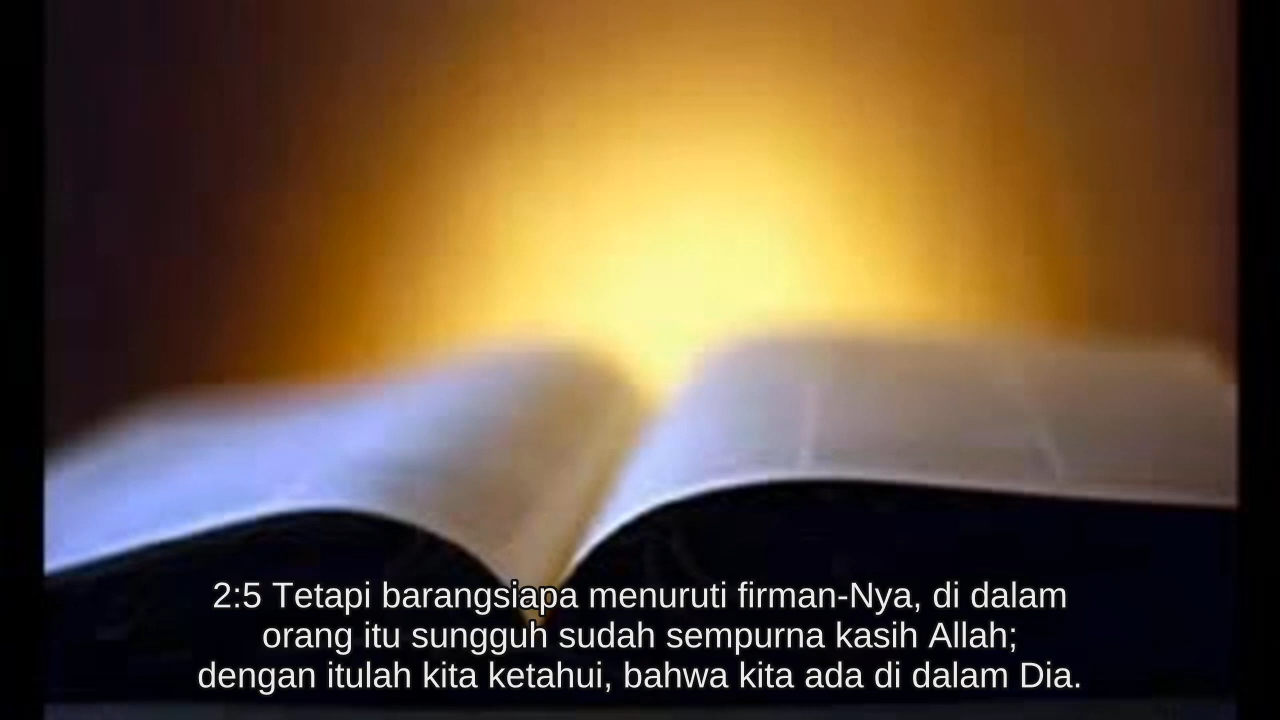 2:5 Tetapi barangsiapa menuruti firman-Nya, di dalam
orang itu sungguh sudah sempurna kasih Allah;
dengan itulah kita ketahui, bahwa kita ada di dalam Dia.